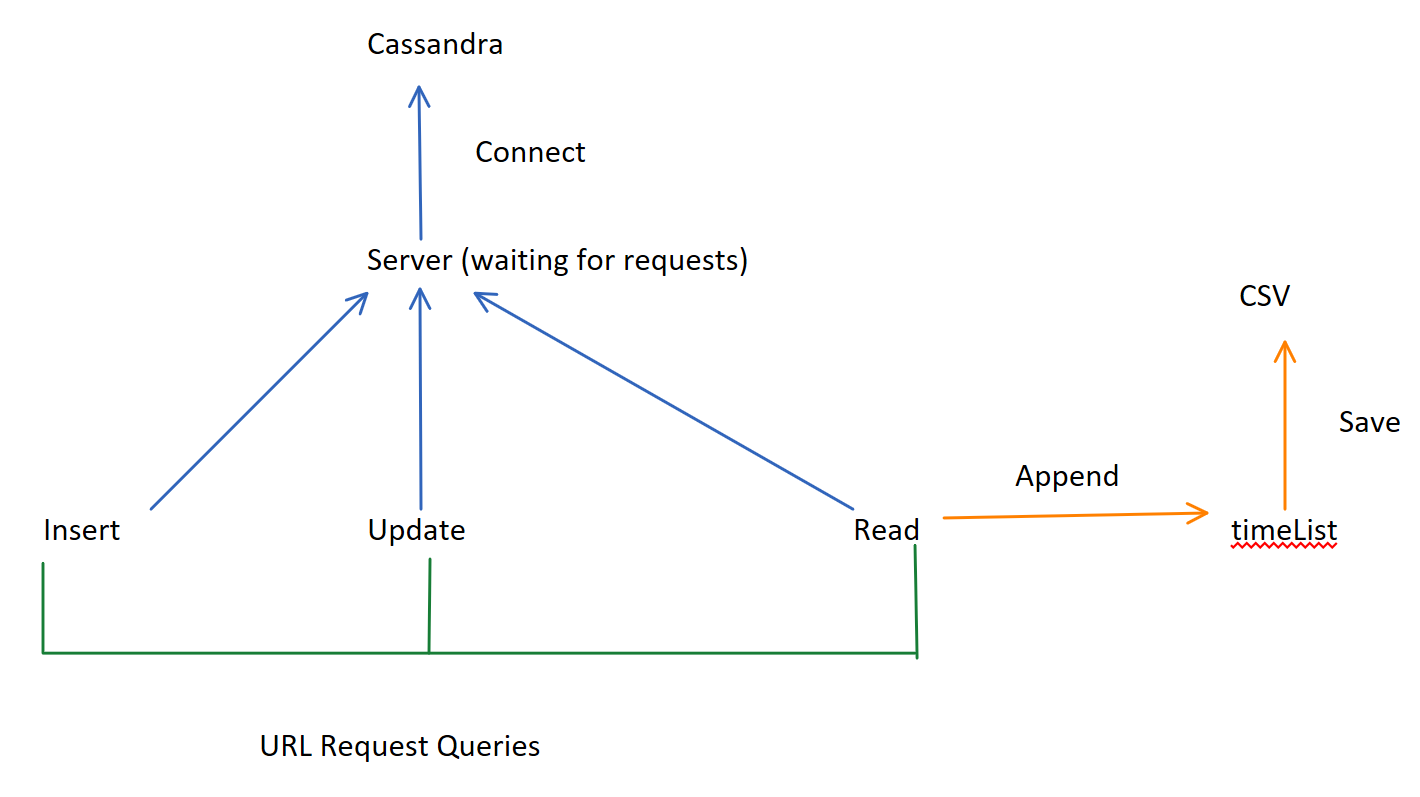 Cassandra
Connect
Server (waiting for requests)
CSV
Save
Append
Insert
Update
Read
timeList
URL Request Queries